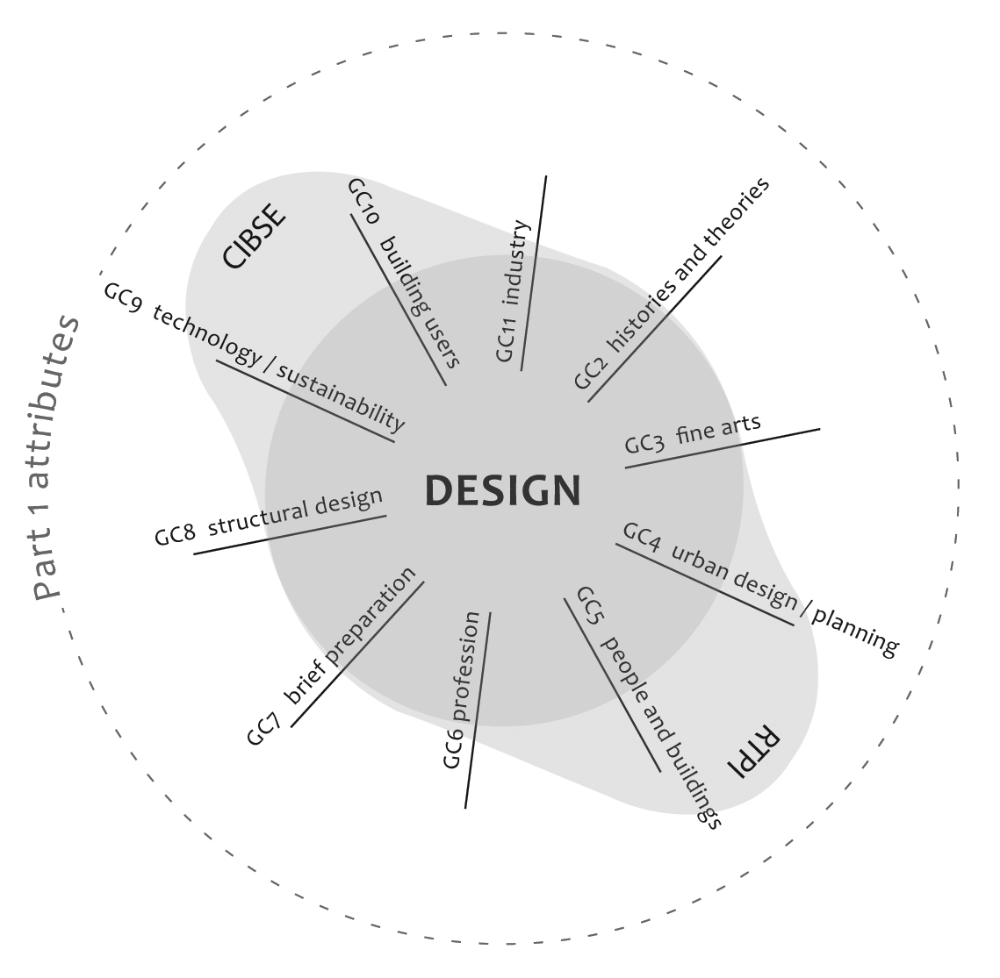 Part 1 attributes
CIBSE
GC10 building users
GC11 industry
GC2 histories and theories
GC9 technology / sustainability
GC3 fine arts
DESIGN
GC8 structural design
GC4 urban design / planning
GC7 brief preparation
GC6 profession
GC5 people and buildings
RTPI